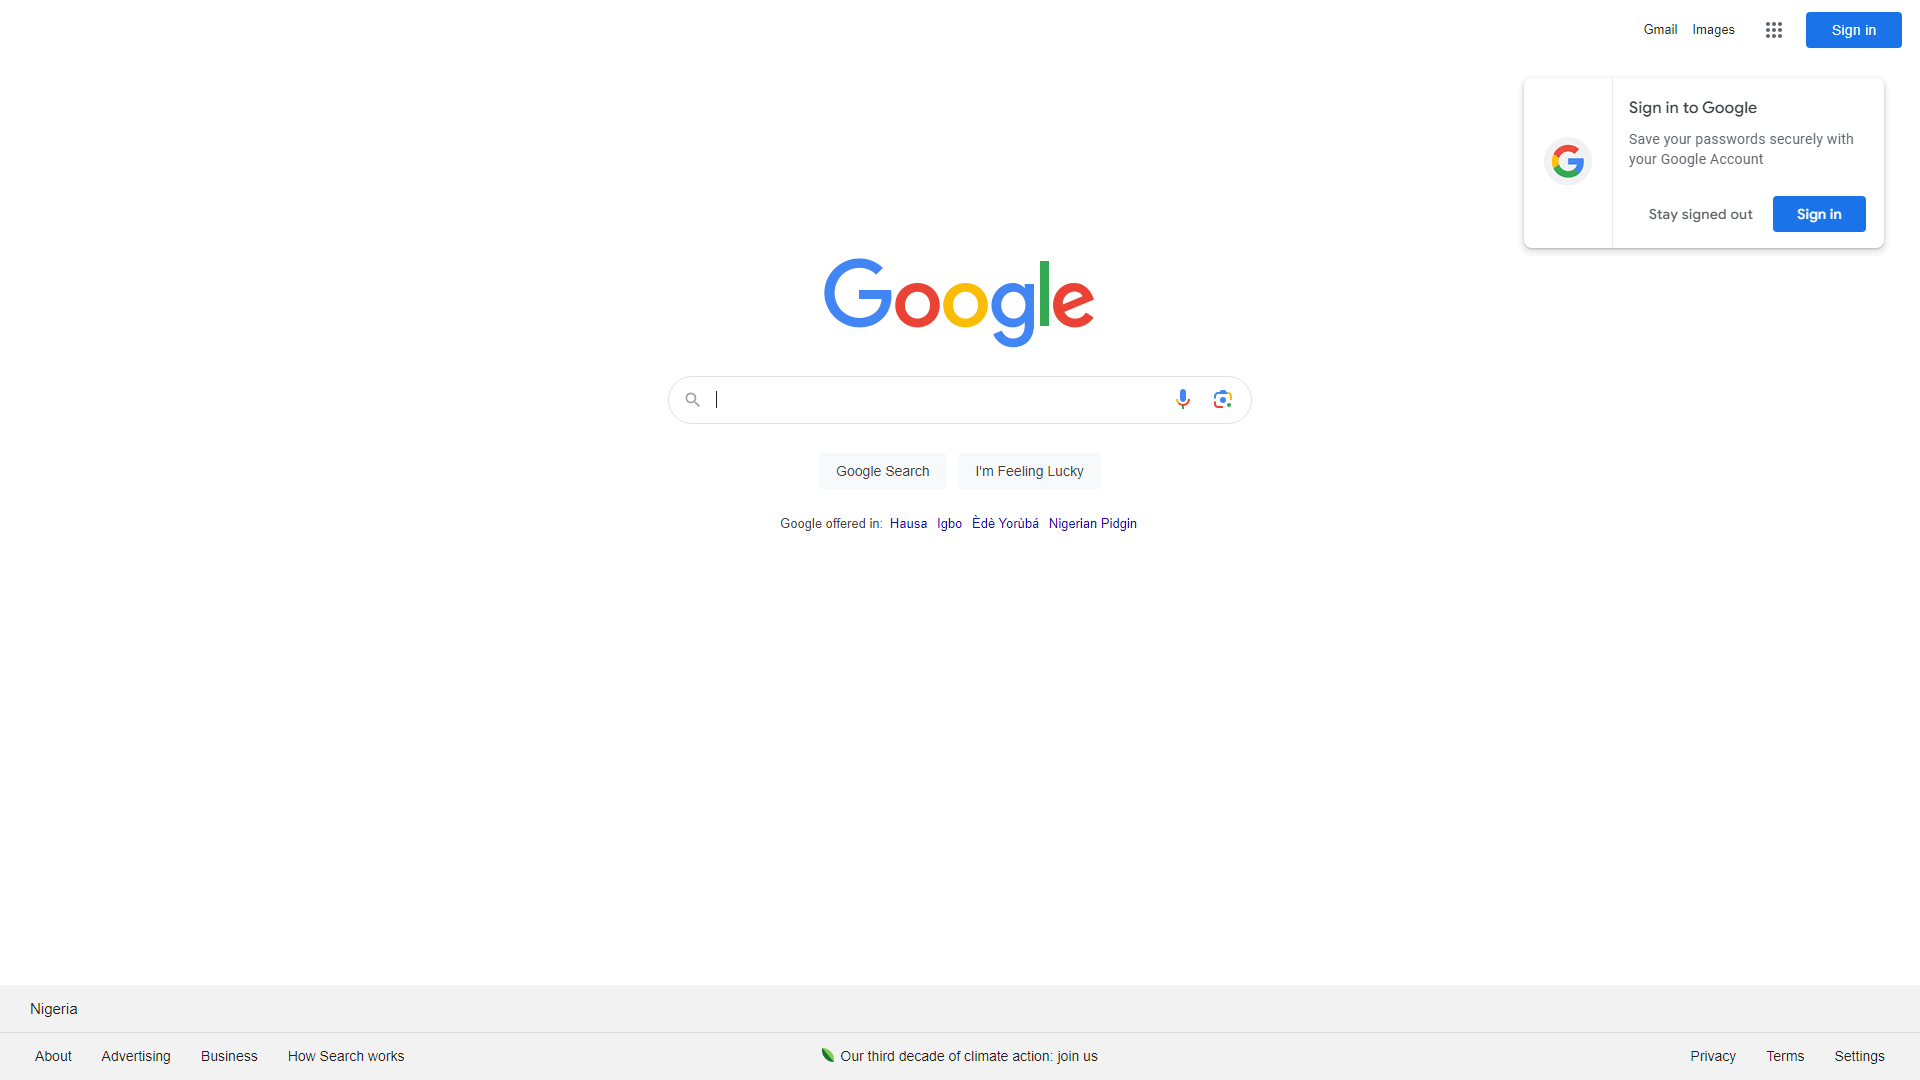 Gmail Images Sign in
Sign in to Google
Save your passwords securely with
your Google Account
Stay signed out Sign in
Google
Google Search I'm Feeling Lucky
Google offered in: Hausa Igbo Èdè Yorùbá Nigerian Pidgin
Nigeria
About Advertising Business How Search works Our third decade of climate action: join us Privacy Terms Settings